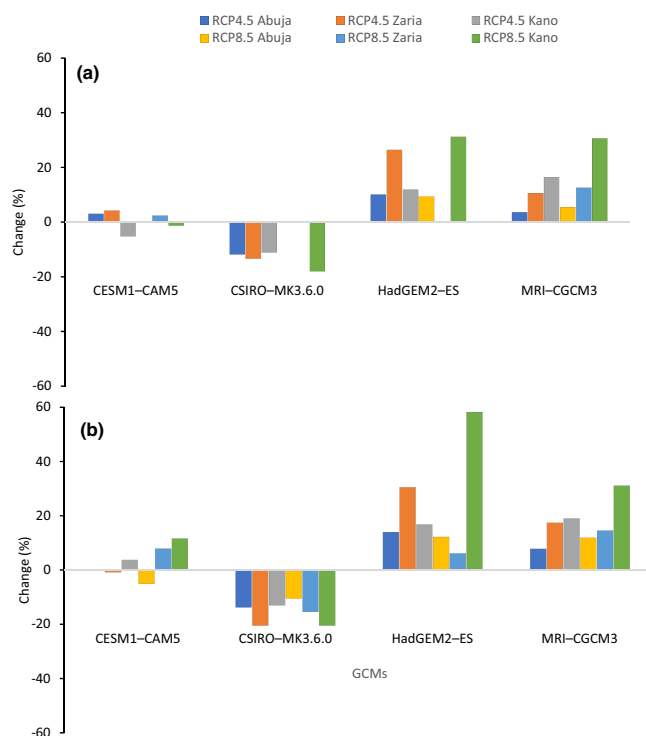 RCP4.5 Abuja RCP4.5 Zaria RCP4.5 Kano
RCP8.5 Abuja RCP8.5 Zaria RCP8.5 Kano
60
(a)
40
20
0
-20
-40
-60
Change (%)
CESM1–CAM5 CSIRO–MK3.6.0 HadGEM2–ES MRI–CGCM3
60
(b)
40
20
0
-20
-40
-60
Change (%)
CESM1–CAM5 CSIRO–MK3.6.0 HadGEM2–ES MRI–CGCM3
GCMs